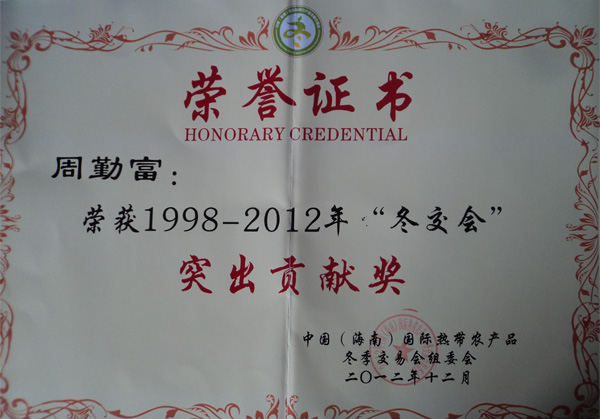 荣誉证书
HONORARY CREDENTIAL
周勤富：
荣获1998-2012年“冬交会”
突出贡献奖
中国（海南）国际热带农产品
冬季交易会组委会
二〇一二年十二月